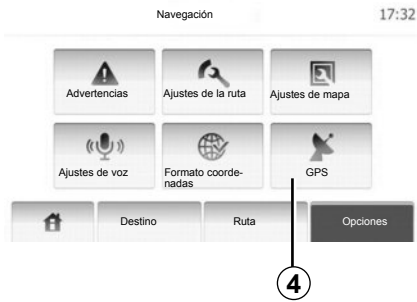 Navegación
17:32
Advertencias
Ajustes de la ruta
Ajustes de mapa
Ajustes de voz
Formato coorde-
nadas
GPS
Destino
Ruta
Opciones
4